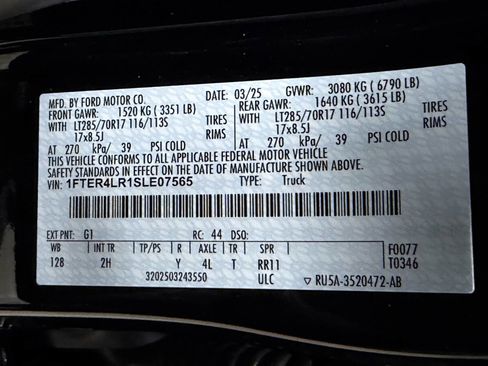 MFD. BY FORD MOTOR CO. DATE: 03/25 GVWR: 3080 KG (6790 LB)
FRONT GAWR: 1520 KG (3351 LB) REAR GAWR: 1640 KG (3615 LB)
WITH LT285/70R17 116/113S TIRES WITH LT285/70R17 116/113S TIRES
17x8.5J RIMS 17x8.5J RIMS
AT 270 kPa/ 39 PSI COLD AT 270 kPa/ 39 PSI COLD
THIS VEHICLE CONFORMS TO ALL APPLICABLE FEDERAL MOTOR VEHICLE
SAFETY STANDARDS IN EFFECT ON THE DATE OF MANUFACTURE SHOWN ABOVE.
VIN: 1FTER4LR1SLE07565 TYPE: Truck
EXT PNT: G1 RC: 44 DSO:
WB INT TR TP/PS R AXLE TR SPR F0077
128 2H Y 4L T RR11 T0346
3202503243550 ULC ▽ RU5A-3520472-AB